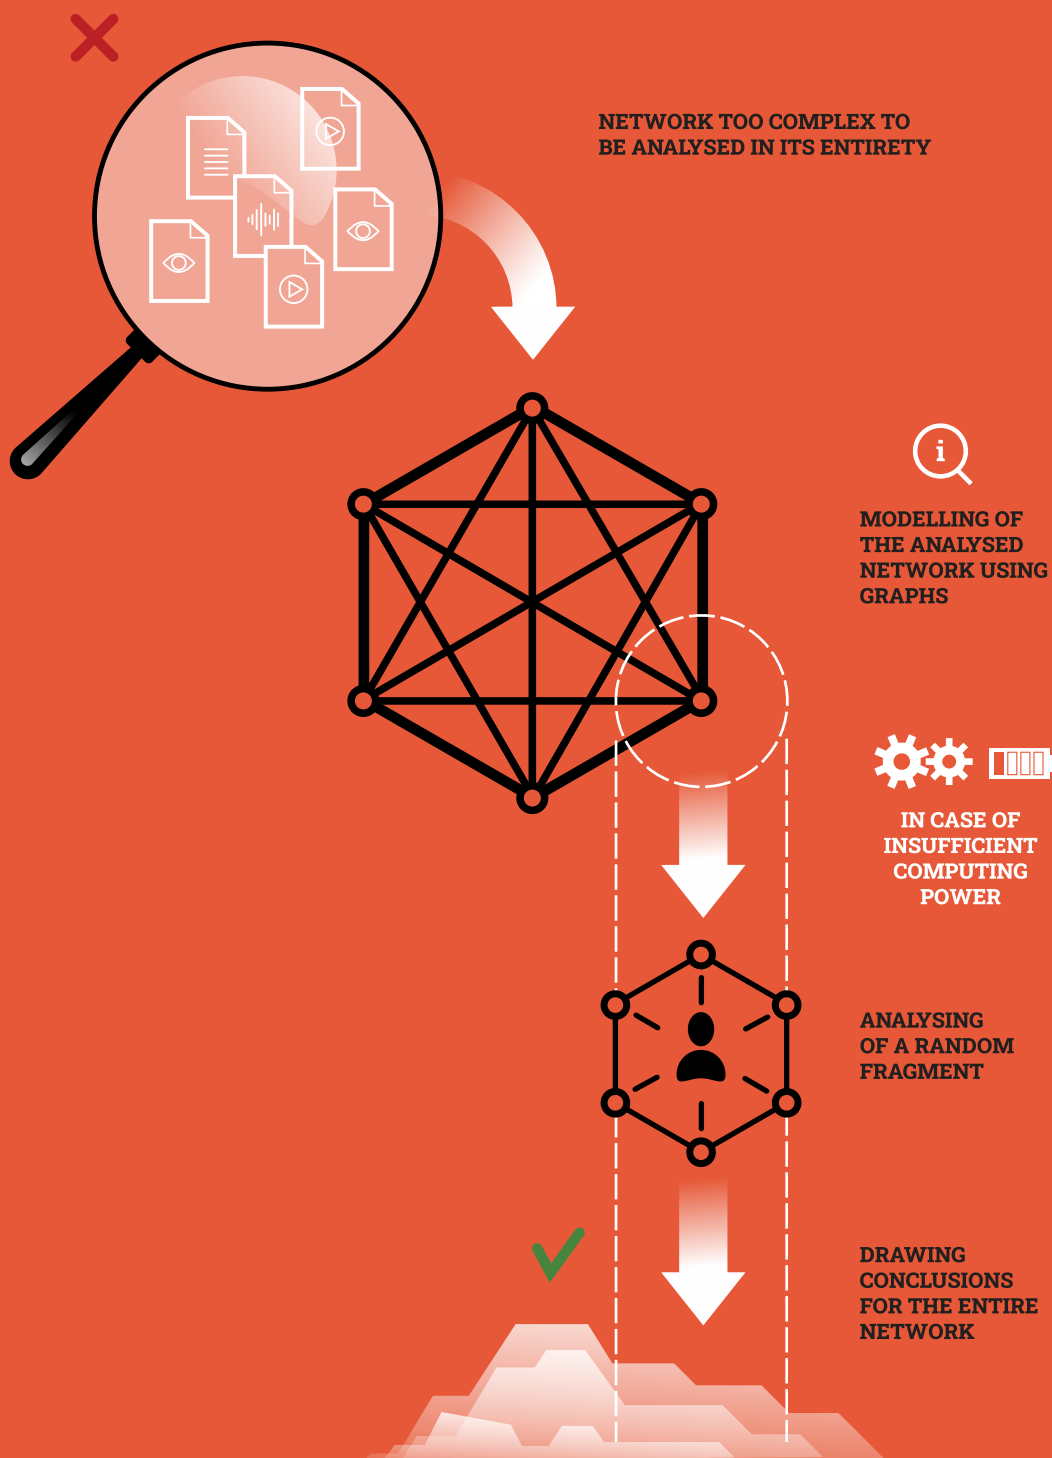 NETWORK TOO COMPLEX TO
BE ANALYSED IN ITS ENTIRETY
i
MODELLING OF
THE ANALYSED
NETWORK USING
GRAPHS
IN CASE OF
INSUFFICIENT
COMPUTING
POWER
ANALYSING
OF A RANDOM
FRAGMENT
DRAWING
CONCLUSIONS
FOR THE ENTIRE
NETWORK